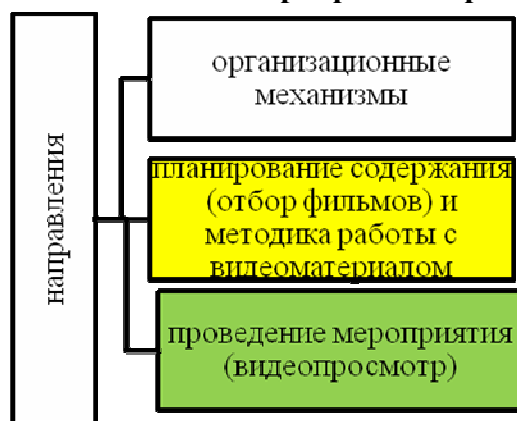 направления
организационные
механизмы
планирование содержания
(отбор фильмов) и
методика работы с
видеоматериалом
проведение мероприятия
(видеопросмотр)